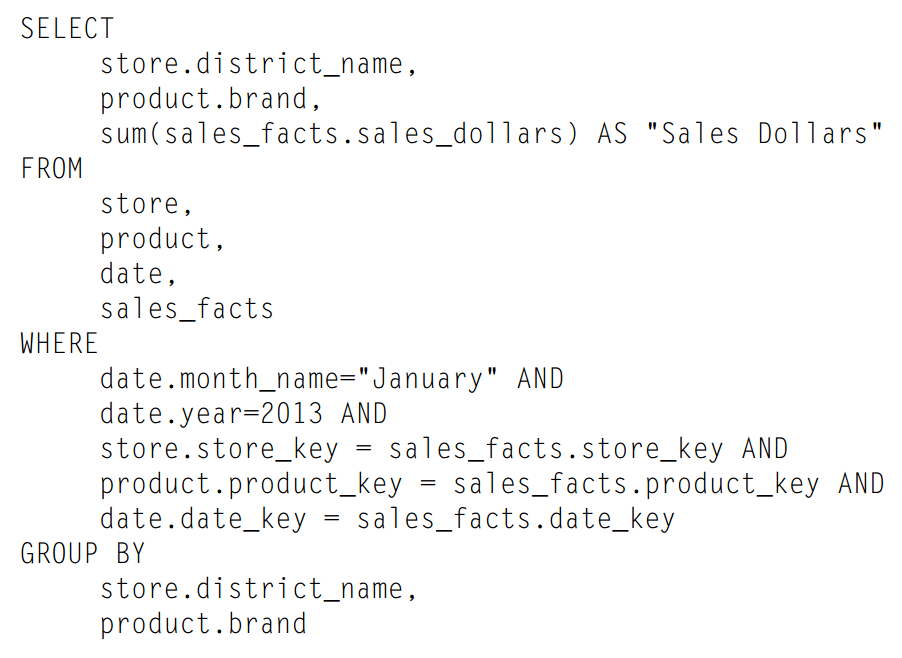 SELECT
store.district_name,
product.brand,
sum(sales_facts.sales_dollars) AS "Sales Dollars"
FROM
store,
product,
date,
sales_facts
WHERE
date.month_name="January" AND
date.year=2013 AND
store.store_key = sales_facts.store_key AND
product.product_key = sales_facts.product_key AND
date.date_key = sales_facts.date_key
GROUP BY
store.district_name,
product.brand